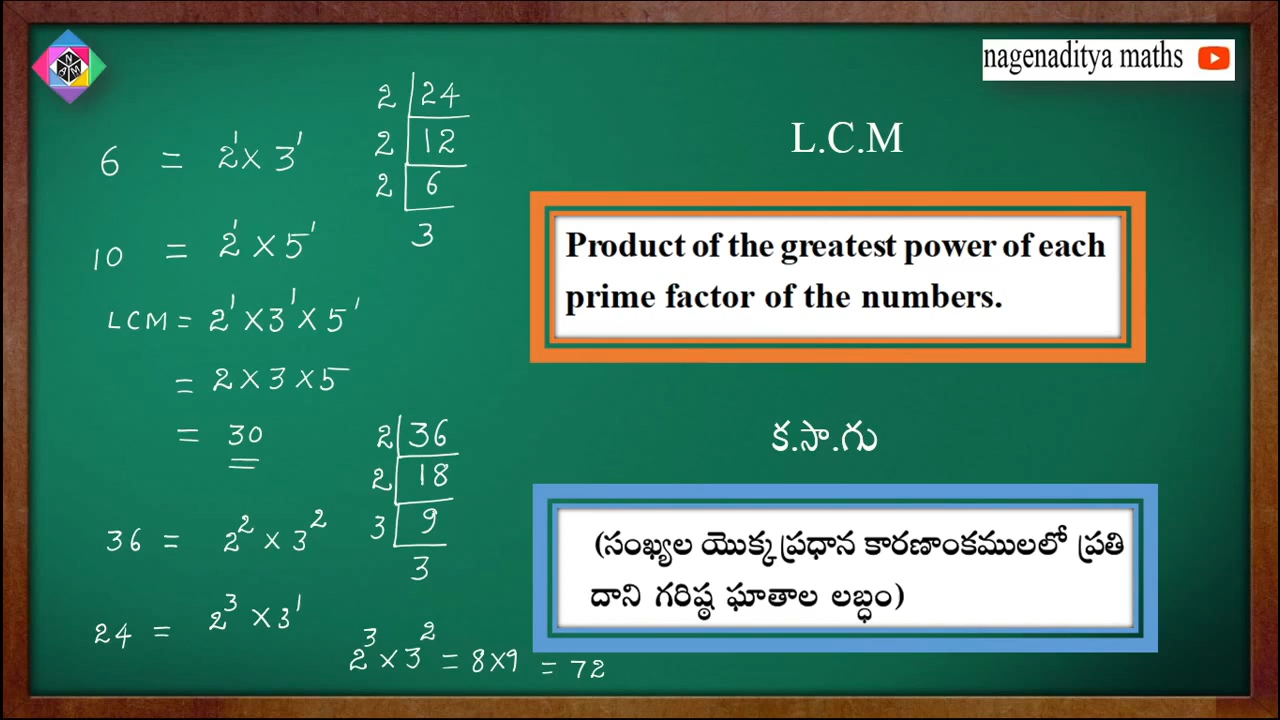 N
A M
nagenaditya maths
6 = 2¹ × 3¹
10 = 2¹ × 5¹
LCM = 2¹ × 3¹ × 5¹
= 2 × 3 × 5
= 30
36 = 2² × 3²
24 = 2³ × 3¹
2 24
2 12
2 6
3
2 36
2 18
3 9
3
2³ × 3² = 8×9 = 72
L.C.M
Product of the greatest power of each
prime factor of the numbers.
క.సా.గు
(సంఖ్యల యొక్క ప్రధాన కారణాంకములలో ప్రతి
దాని గరిష్ఠ ఘాతాల లబ్ధం)